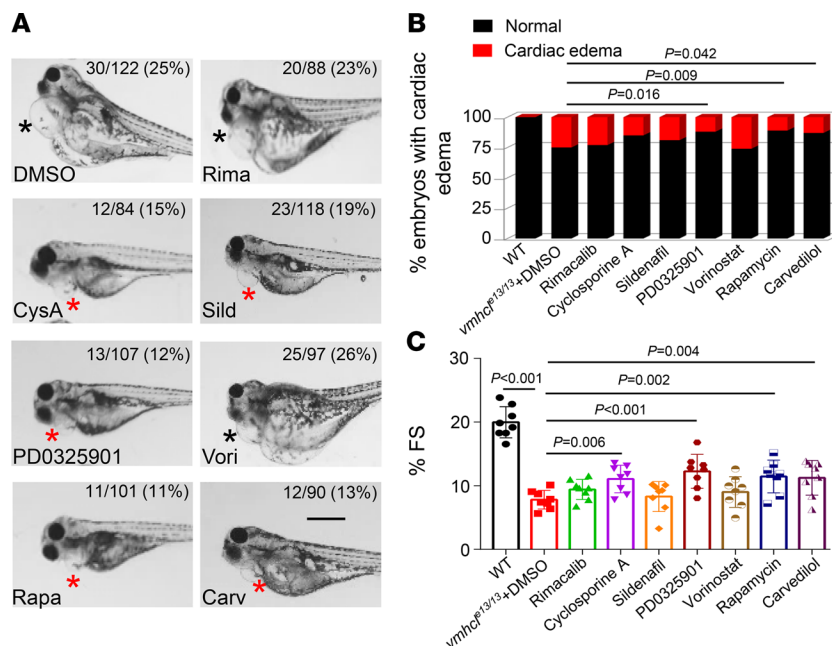 A
30/122 (25%)
*
DMSO
20/88 (23%)
*
Rima
12/84 (15%)
CysA *
23/118 (19%)
*
Sild
13/107 (12%)
*
PD0325901
25/97 (26%)
*
Vori
11/101 (11%)
*
Rapa
12/90 (13%)
*
Carv
B
Normal
Cardiac edema
P=0.042
P=0.009
P=0.016
% embryos with cardiac
edema
100
75
50
25
0
WT
vmhcl^e13/13+DMSO
Rimacalib
Cyclosporine A
Sildenafil
PD0325901
Vorinostat
Rapamycin
Carvedilol
C
P=0.004
P=0.002
P<0.001
P<0.001
P=0.006
% FS
30
20
10
0
WT
vmhcl^e13/13+DMSO
Rimacalib
Cyclosporine A
Sildenafil
PD0325901
Vorinostat
Rapamycin
Carvedilol